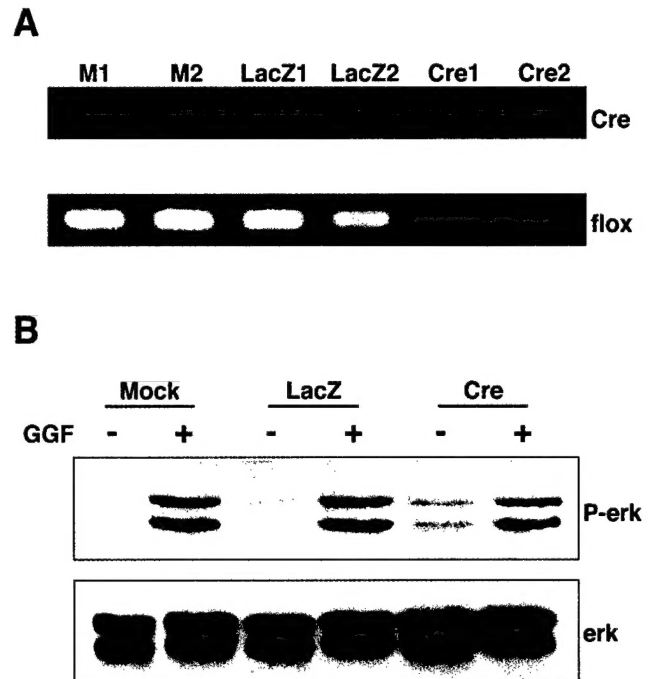 A
M1 M2 LacZ1 LacZ2 Cre1 Cre2
Cre
flox
B
Mock LacZ Cre
GGF - + - + - +
P-erk
erk